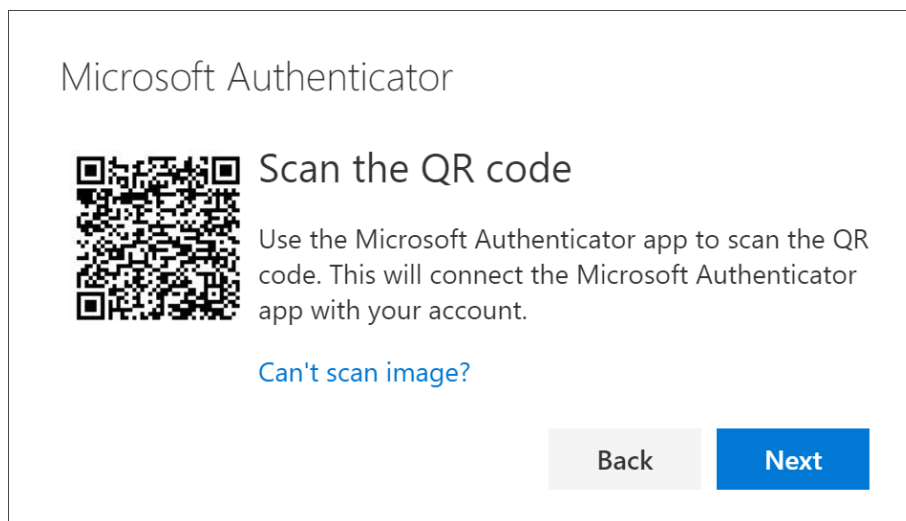 Microsoft Authenticator
Scan the QR code
Use the Microsoft Authenticator app to scan the QR
code. This will connect the Microsoft Authenticator
app with your account.
Can't scan image?
Back
Next